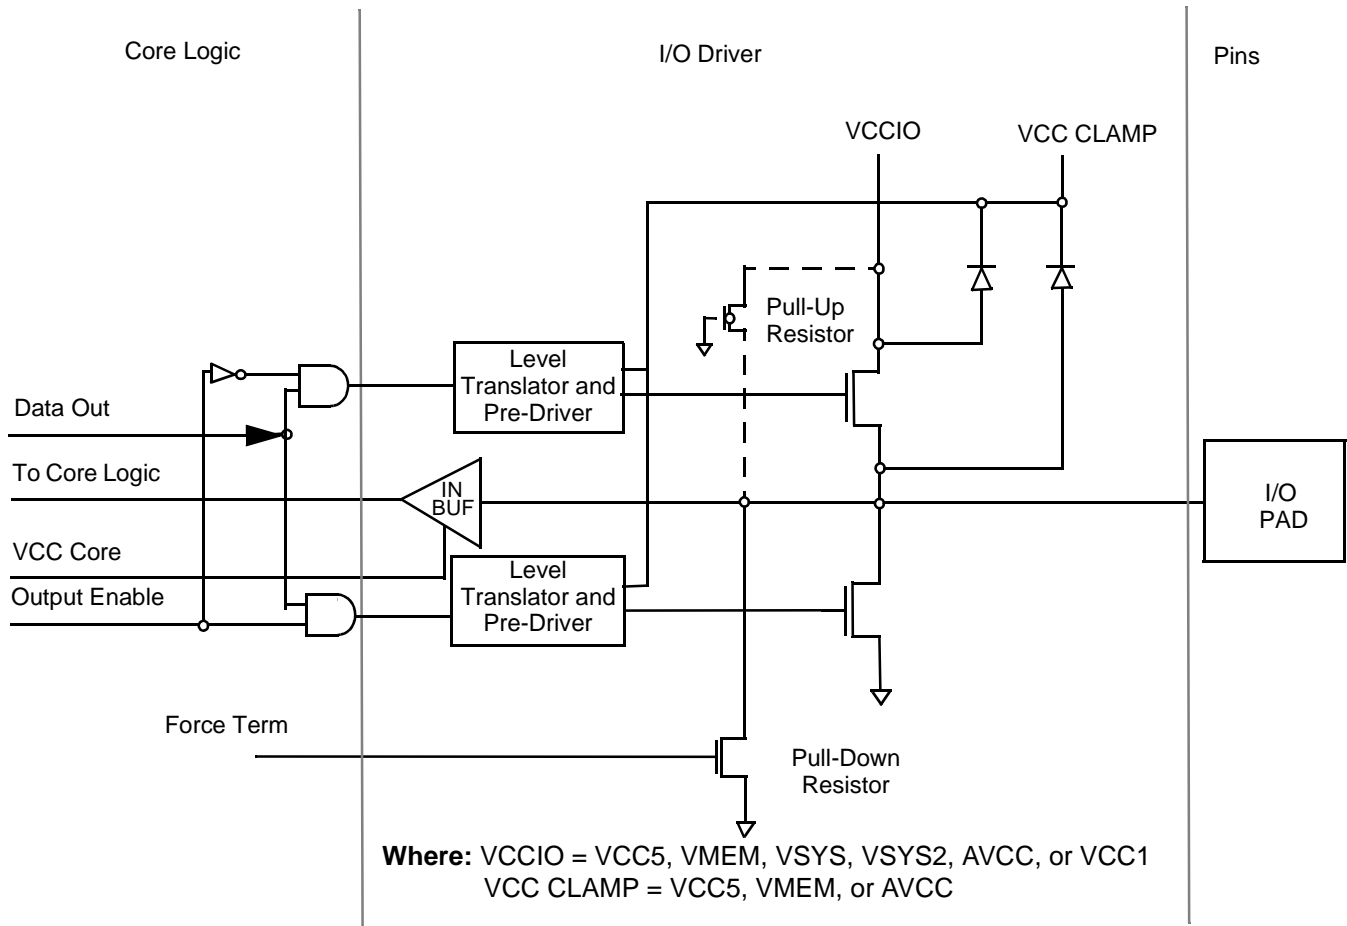 Core Logic
I/O Driver
Pins
VCCIO
VCC CLAMP
Pull-Up
Resistor
Level
Translator and
Pre-Driver
Data Out
To Core Logic
IN
BUF
I/O
PAD
VCC Core
Output Enable
Level
Translator and
Pre-Driver
Force Term
Pull-Down
Resistor
Where: VCCIO = VCC5, VMEM, VSYS, VSYS2, AVCC, or VCC1
VCC CLAMP = VCC5, VMEM, or AVCC